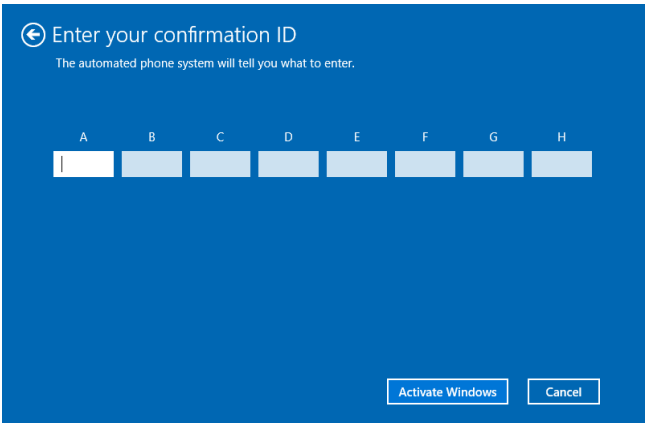 Enter your confirmation ID
The automated phone system will tell you what to enter.
A B C D E F G H
Activate Windows Cancel